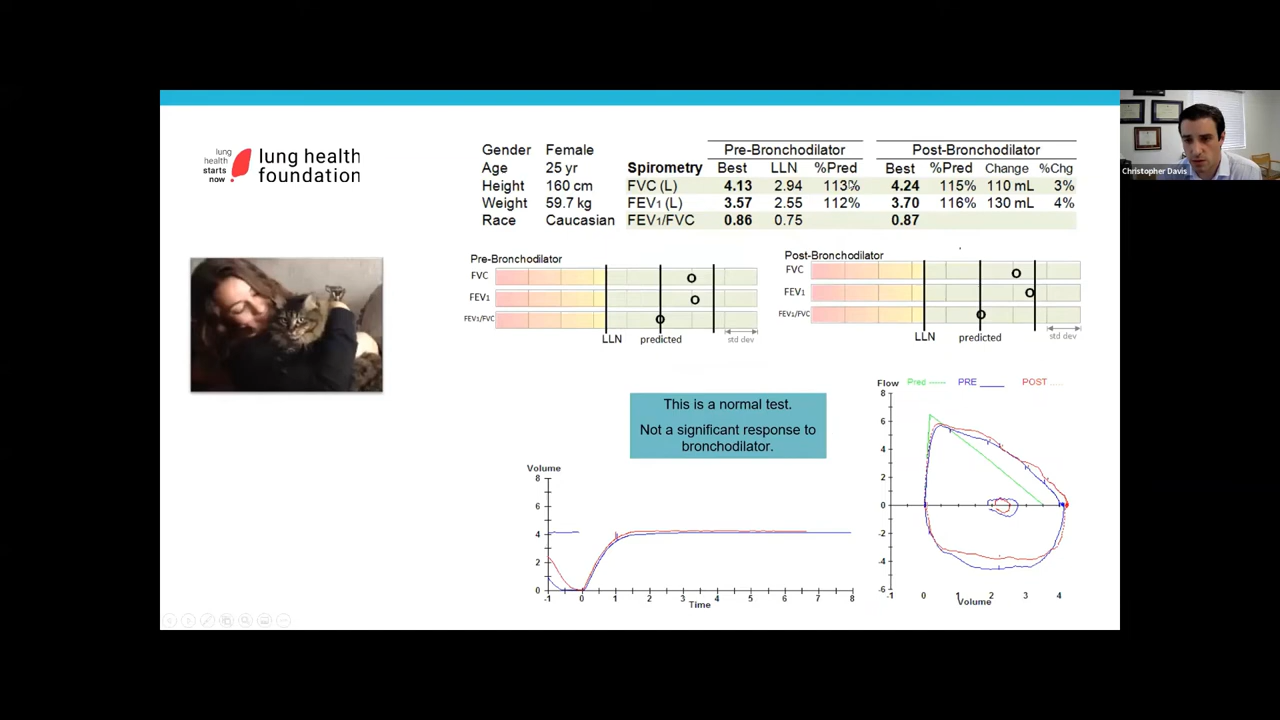 lung
health
starts
now
lung health
foundation
Gender Female
Age 25 yr
Height 160 cm
Weight 59.7 kg
Race Caucasian
Pre-Bronchodilator Post-Bronchodilator
Spirometry Best LLN %Pred Best %Pred Change %Chg
FVC (L) 4.13 2.94 113% 4.24 115% 110 mL 3%
FEV1 (L) 3.57 2.55 112% 3.70 116% 130 mL 4%
FEV1/FVC 0.86 0.75 0.87
Christopher Davis
Pre-Bronchodilator
FVC
FEV1
FEV1/FVC
LLN predicted std dev
Post-Bronchodilator
FVC
FEV1
FEV1/FVC
LLN predicted std dev
This is a normal test.
Not a significant response to
bronchodilator.
Volume
8
6
4
2
0
-1 0 1 2 3 4 5 6 7 8
Time
Flow Pred PRE POST
8
6
4
2
0
-2
-4
-6
-1 0 1 2 3 4
Volume